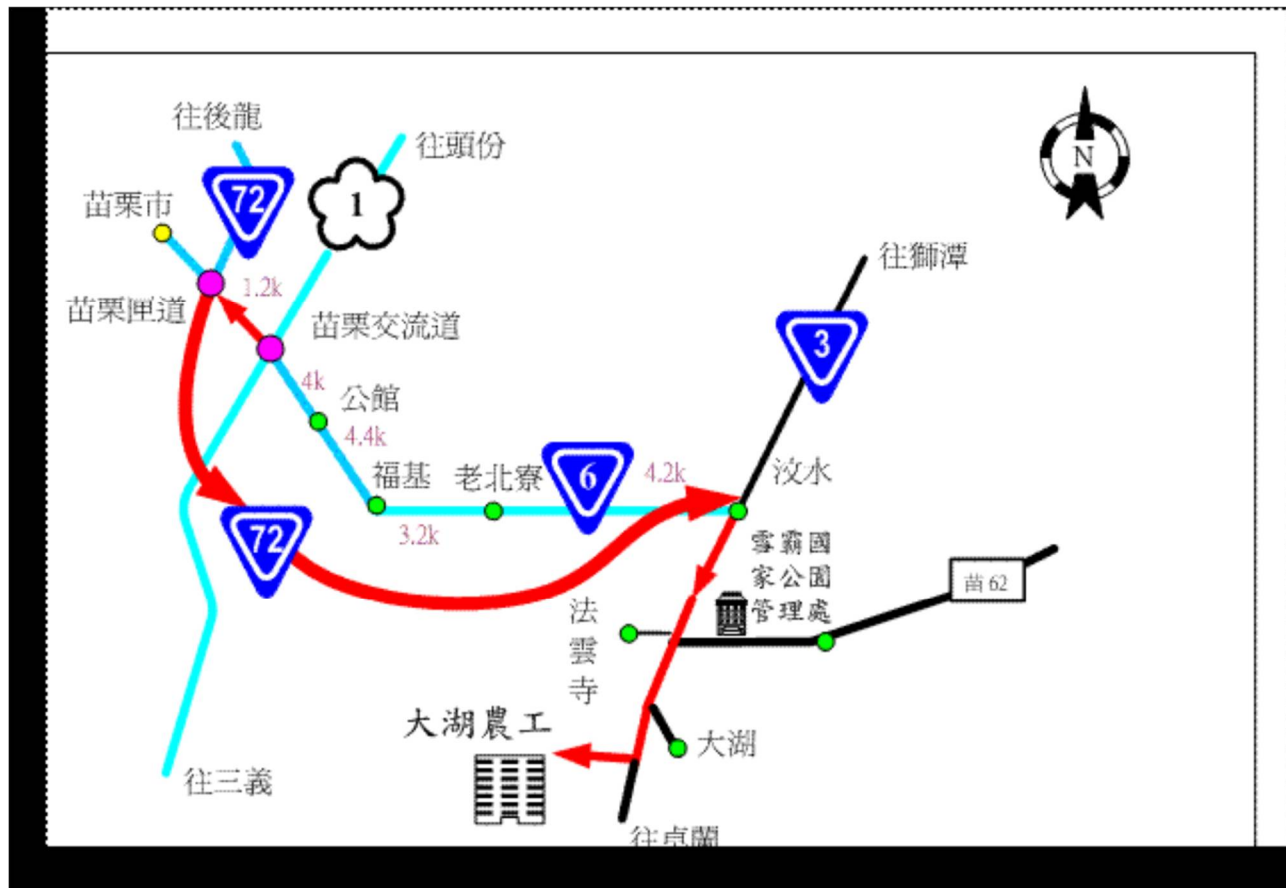 往後龍
往頭份
N
72
1
苗栗市
往獅潭
1.2k
苗栗匣道
苗栗交流道
3
4k
公館
4.4k
福基
老北寮
6
4.2k
汶水
3.2k
72
雪霸國
家公園
管理處
苗 62
法
雲
寺
大湖農工
大湖
往三義
往卓蘭